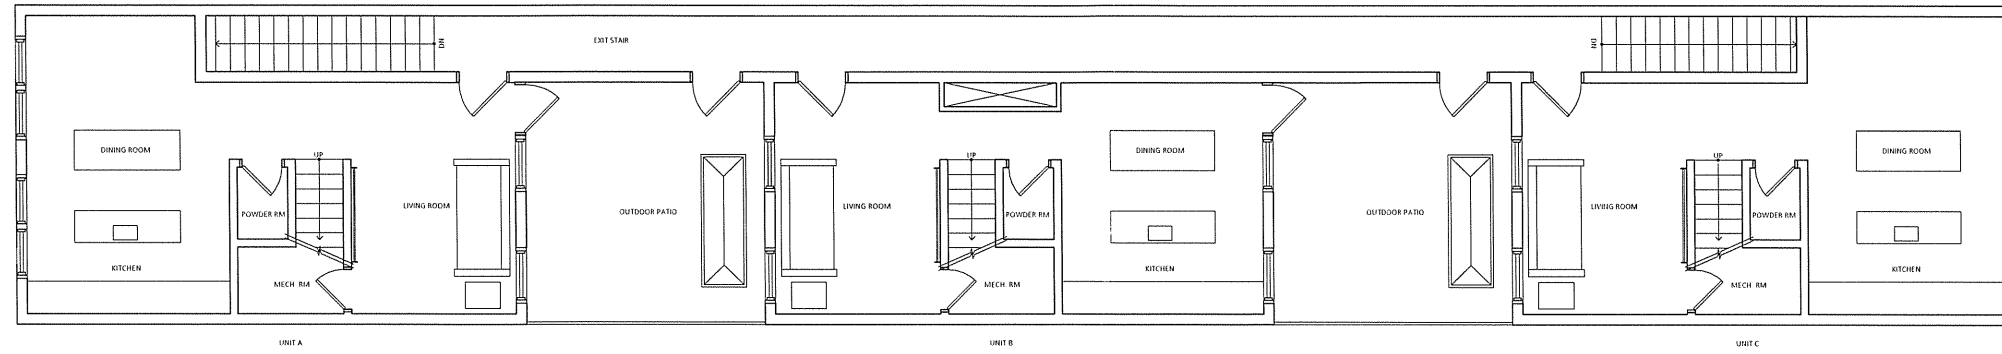 EXIT STAIR
DN
DN
DINING ROOM
UP
POWDER RM
LIVING ROOM
KITCHEN
MECH. RM
OUTDOOR PATIO
LIVING ROOM
UP
POWDER RM
DINING ROOM
KITCHEN
MECH. RM
OUTDOOR PATIO
LIVING ROOM
UP
POWDER RM
DINING ROOM
KITCHEN
MECH. RM
UNIT A
UNIT B
UNIT C